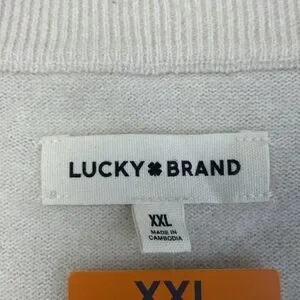 LUCKY BRAND
XXL
MADE IN
CAMBODIA
XXL